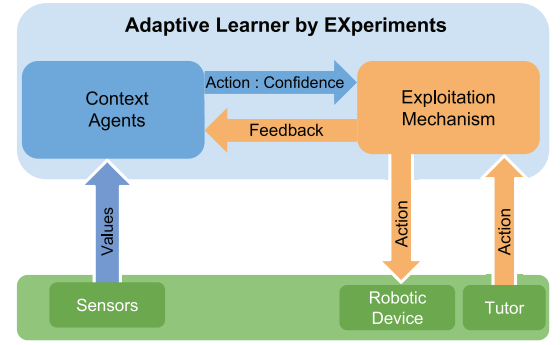 Adaptive Learner by EXperiments
Context
Agents
Action : Confidence
Feedback
Exploitation
Mechanism
Values
Action
Action
Sensors
Robotic
Device
Tutor